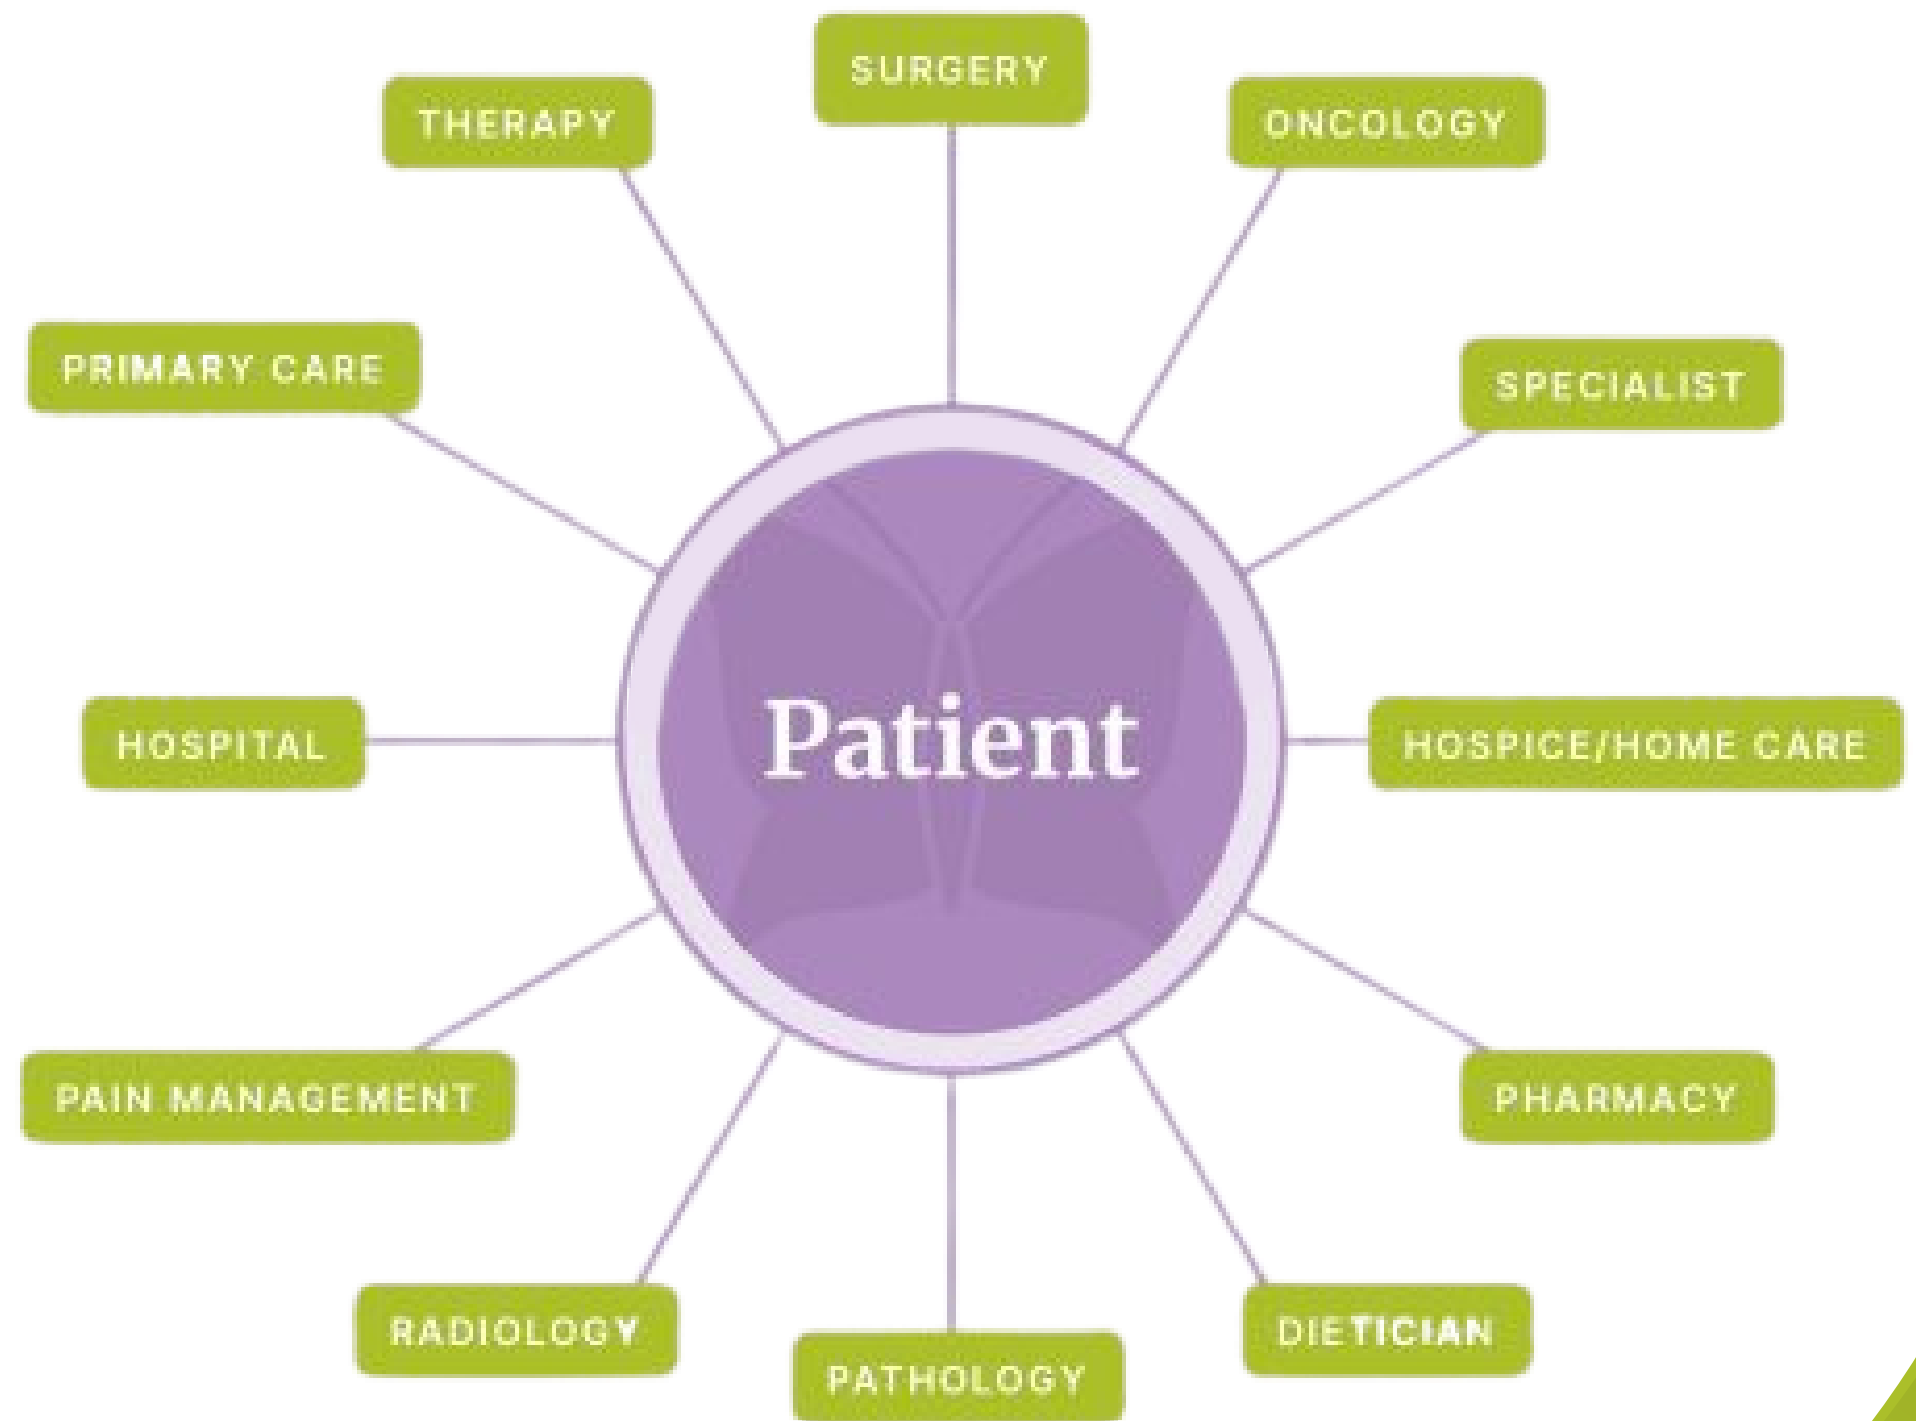 SURGERY
THERAPY
ONCOLOGY
PRIMARY CARE
SPECIALIST
Patient
HOSPITAL
HOSPICE/HOME CARE
PAIN MANAGEMENT
PHARMACY
RADIOLOGY
DIETICIAN
PATHOLOGY